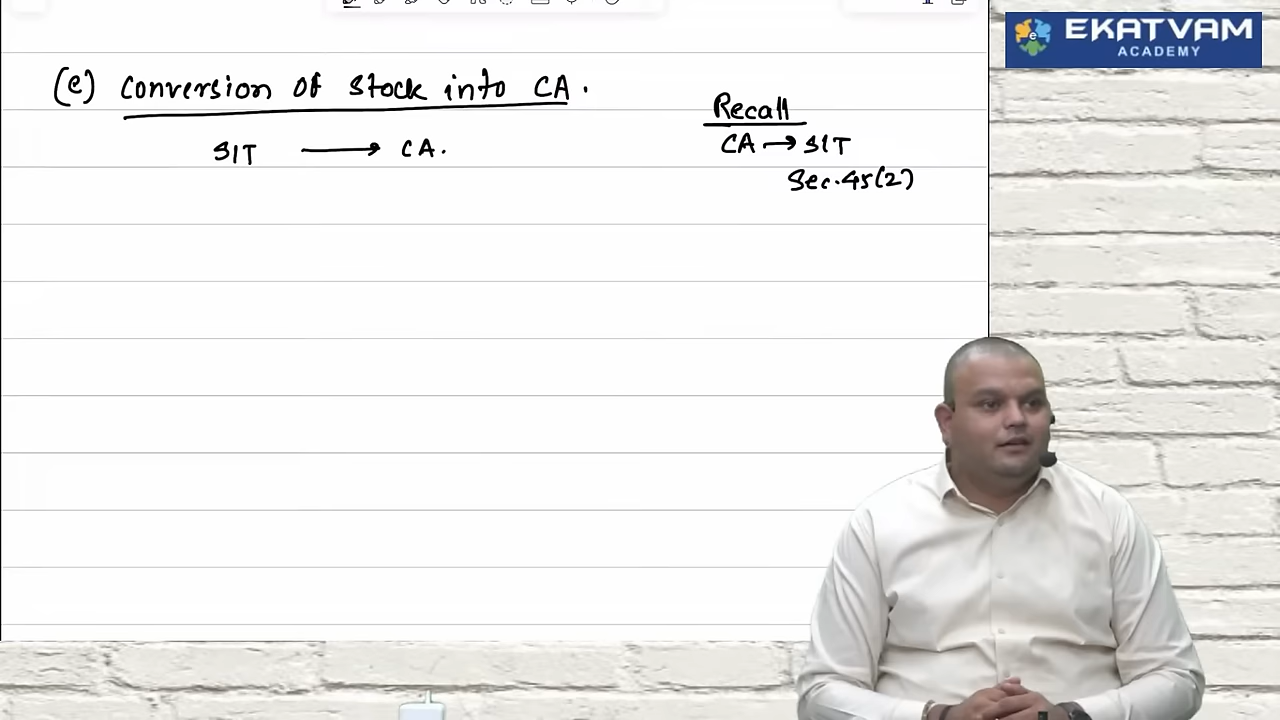 EKATVAM
ACADEMY
(e) Conversion of Stock into CA.
SIT → CA.
Recall
CA → SIT
Sec. 45(2)